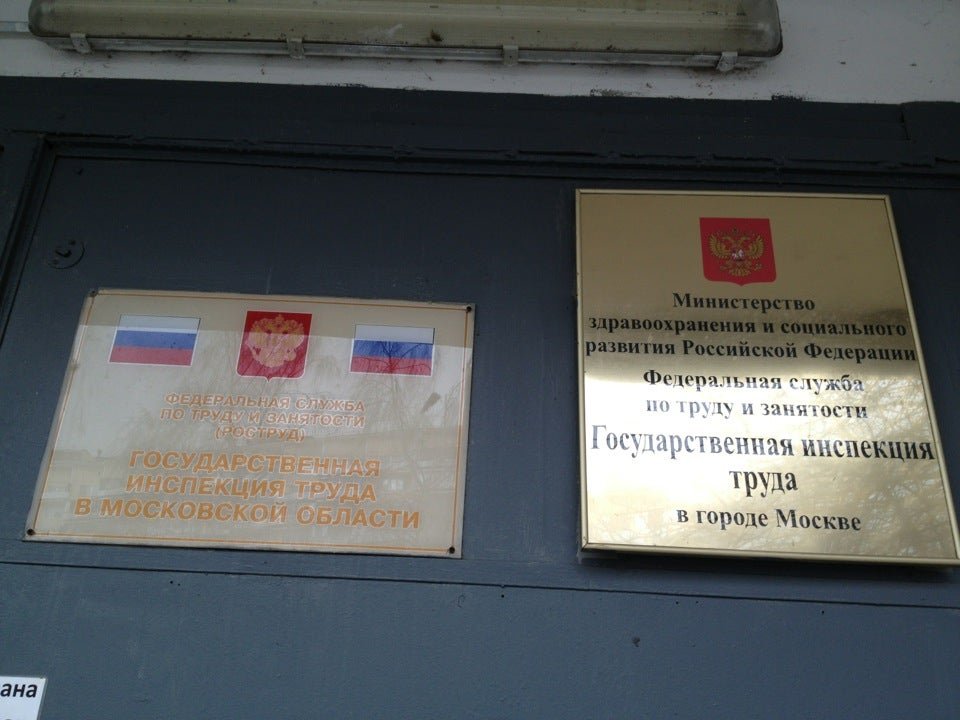 ФЕДЕРАЛЬНАЯ СЛУЖБА
ПО ТРУДУ И ЗАНЯТОСТИ
(РОСТРУД)
ГОСУДАРСТВЕННАЯ
ИНСПЕКЦИЯ ТРУДА
В МОСКОВСКОЙ ОБЛАСТИ
Министерство
здравоохранения и социального
развития Российской Федерации
Федеральная служба
по труду и занятости
Государственная инспекция
труда
в городе Москве
ана